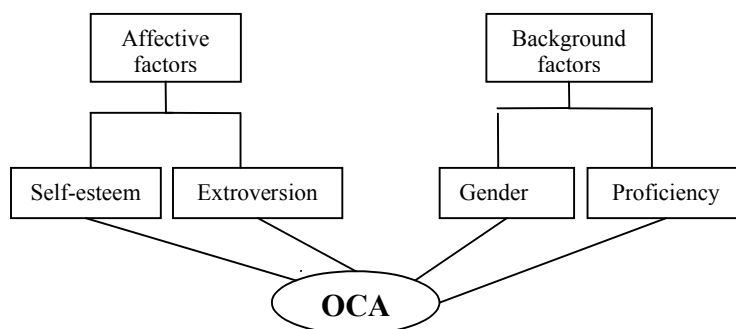 Affective
factors
Background
factors
Self-esteem
Extroversion
Gender
Proficiency
OCA